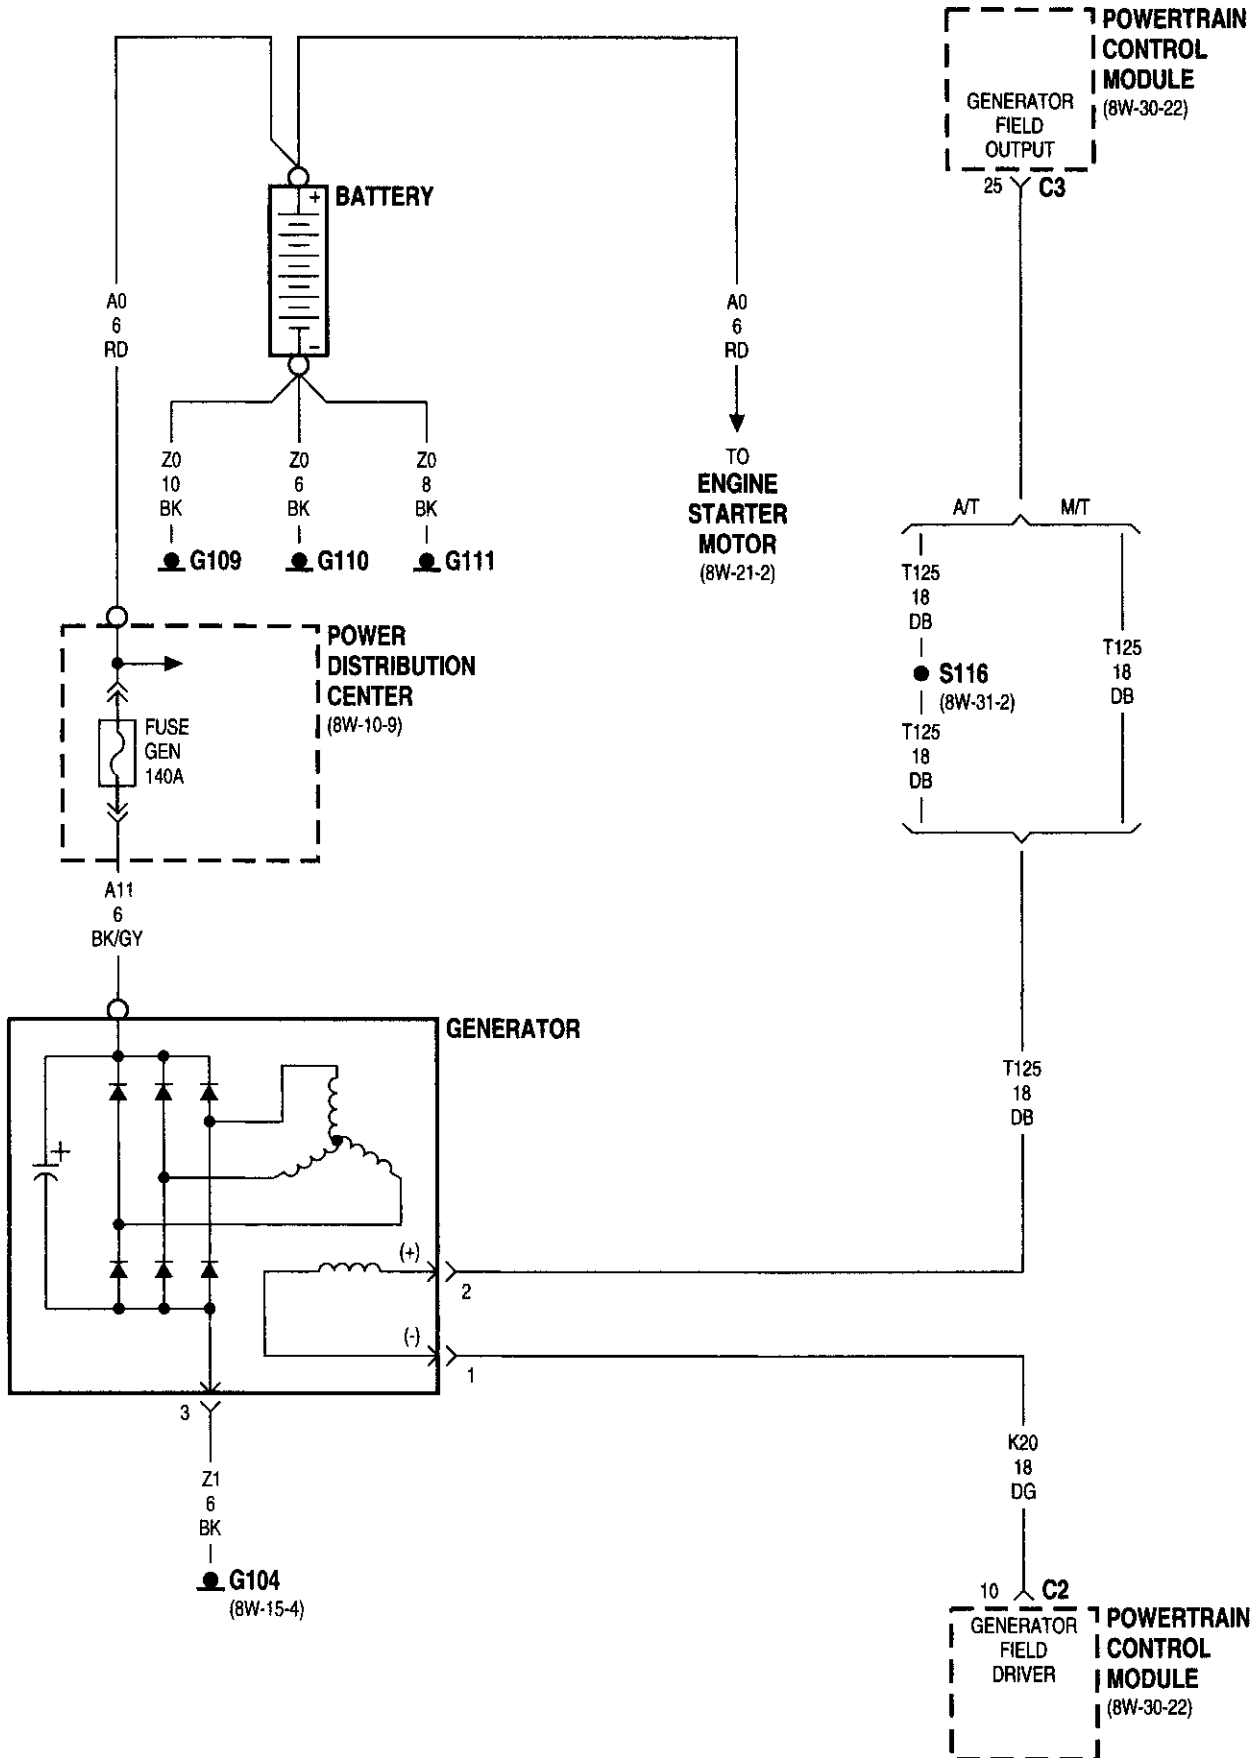 POWERTRAIN
CONTROL
MODULE
(8W-30-22)
GENERATOR
FIELD
OUTPUT
25
C3
+
BATTERY
-
A0
6
RD
A0
6
RD
Z0
10
BK
Z0
6
BK
Z0
8
BK
G109
G110
G111
TO
ENGINE
STARTER
MOTOR
(8W-21-2)
A/T
M/T
T125
18
DB
S116
(8W-31-2)
T125
18
DB
T125
18
DB
POWER
DISTRIBUTION
CENTER
(8W-10-9)
FUSE
GEN
140A
A11
6
BK/GY
GENERATOR
+
T125
18
DB
(+)
2
(-)
1
3
Z1
6
BK
G104
(8W-15-4)
K20
18
DG
10
C2
GENERATOR
FIELD
DRIVER
POWERTRAIN
CONTROL
MODULE
(8W-30-22)